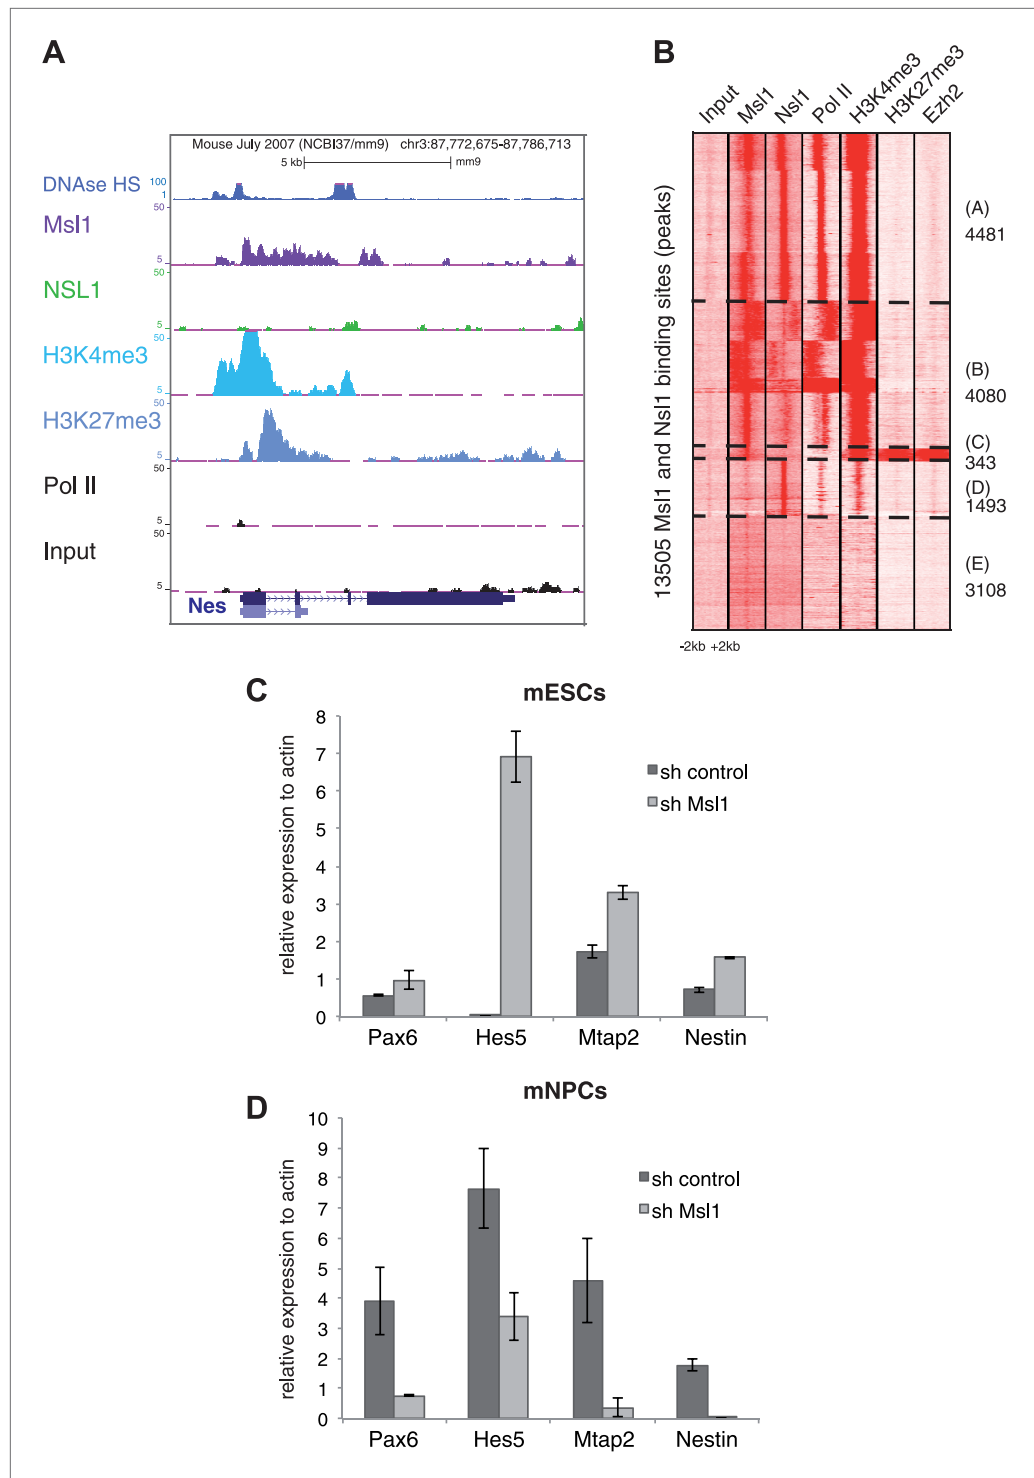 A
Mouse July 2007 (NCBI37/mm9) chr3:87,772,675-87,786,713
5 kb mm9
DNAse HS 100
1
50
Msl1
5
50
NSL1
5
50
H3K4me3
5
50
H3K27me3
5
50
Pol II
5
50
Input
5
Nes
B
Input Msl1 Nsl1 Pol II H3K4me3 H3K27me3 Ezh2
13505 Msl1 and Nsl1 binding sites (peaks)
(A)
4481
(B)
4080
(C)
343
(D)
1493
(E)
3108
-2kb +2kb
C
mESCs
relative expression to actin
8
7
6
5
4
3
2
1
0
sh control
sh Msl1
Pax6 Hes5 Mtap2 Nestin
D
mNPCs
relative expression to actin
10
9
8
7
6
5
4
3
2
1
0
sh control
sh Msl1
Pax6 Hes5 Mtap2 Nestin